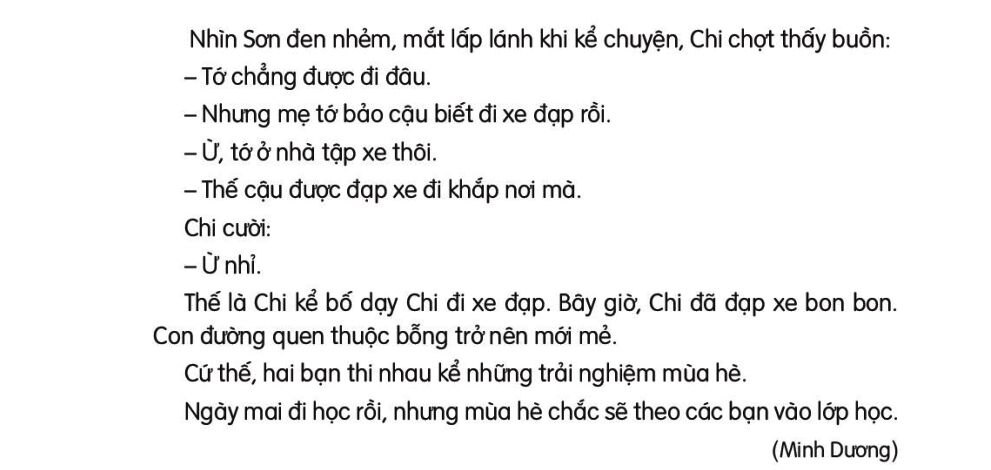 Nhìn Sơn đen nhẻm, mắt lấp lánh khi kể chuyện, Chi chợt thấy buồn:
– Tớ chẳng được đi đâu.
– Nhưng mẹ tớ bảo cậu biết đi xe đạp rồi.
– Ừ, tớ ở nhà tập xe thôi.
– Thế cậu được đạp xe đi khắp nơi mà.
Chi cười:
– Ừ nhỉ.
Thế là Chi kể bố dạy Chi đi xe đạp. Bây giờ, Chi đã đạp xe bon bon.
Con đường quen thuộc bỗng trở nên mới mẻ.
Cứ thế, hai bạn thi nhau kể những trải nghiệm mùa hè.
Ngày mai đi học rồi, nhưng mùa hè chắc sẽ theo các bạn vào lớp học.
(Minh Dương)